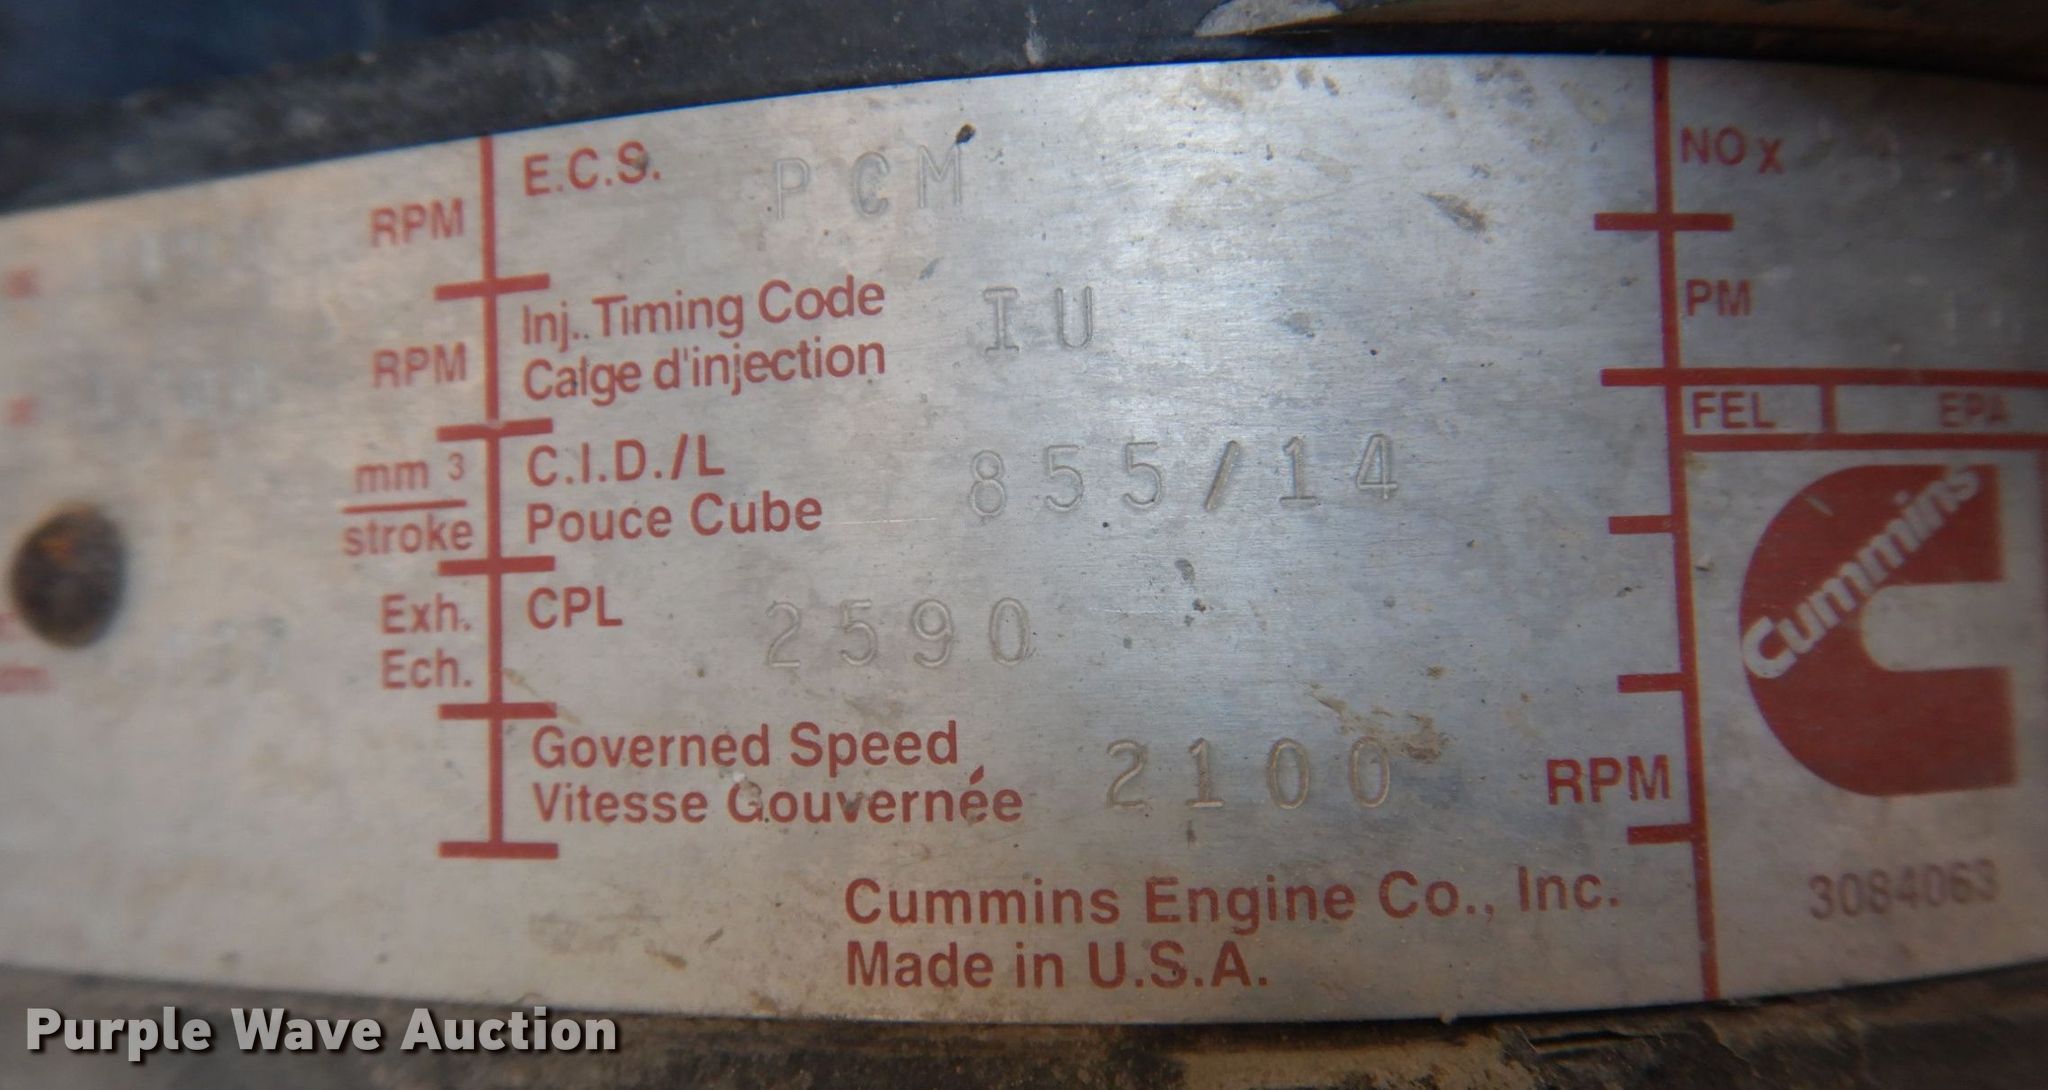 RPM
E.C.S. PCM
NOx
Inj.. Timing Code IU
Calge d'injection
RPM
PM
FEL EPA
mm 3
stroke
C.I.D./L 855/14
Pouce Cube
Cummins
Exh.
Ech.
CPL 2590
Governed Speed 2100 RPM
Vitesse Gouvernée
Cummins Engine Co., Inc.
Made in U.S.A.
3084063
Purple Wave Auction